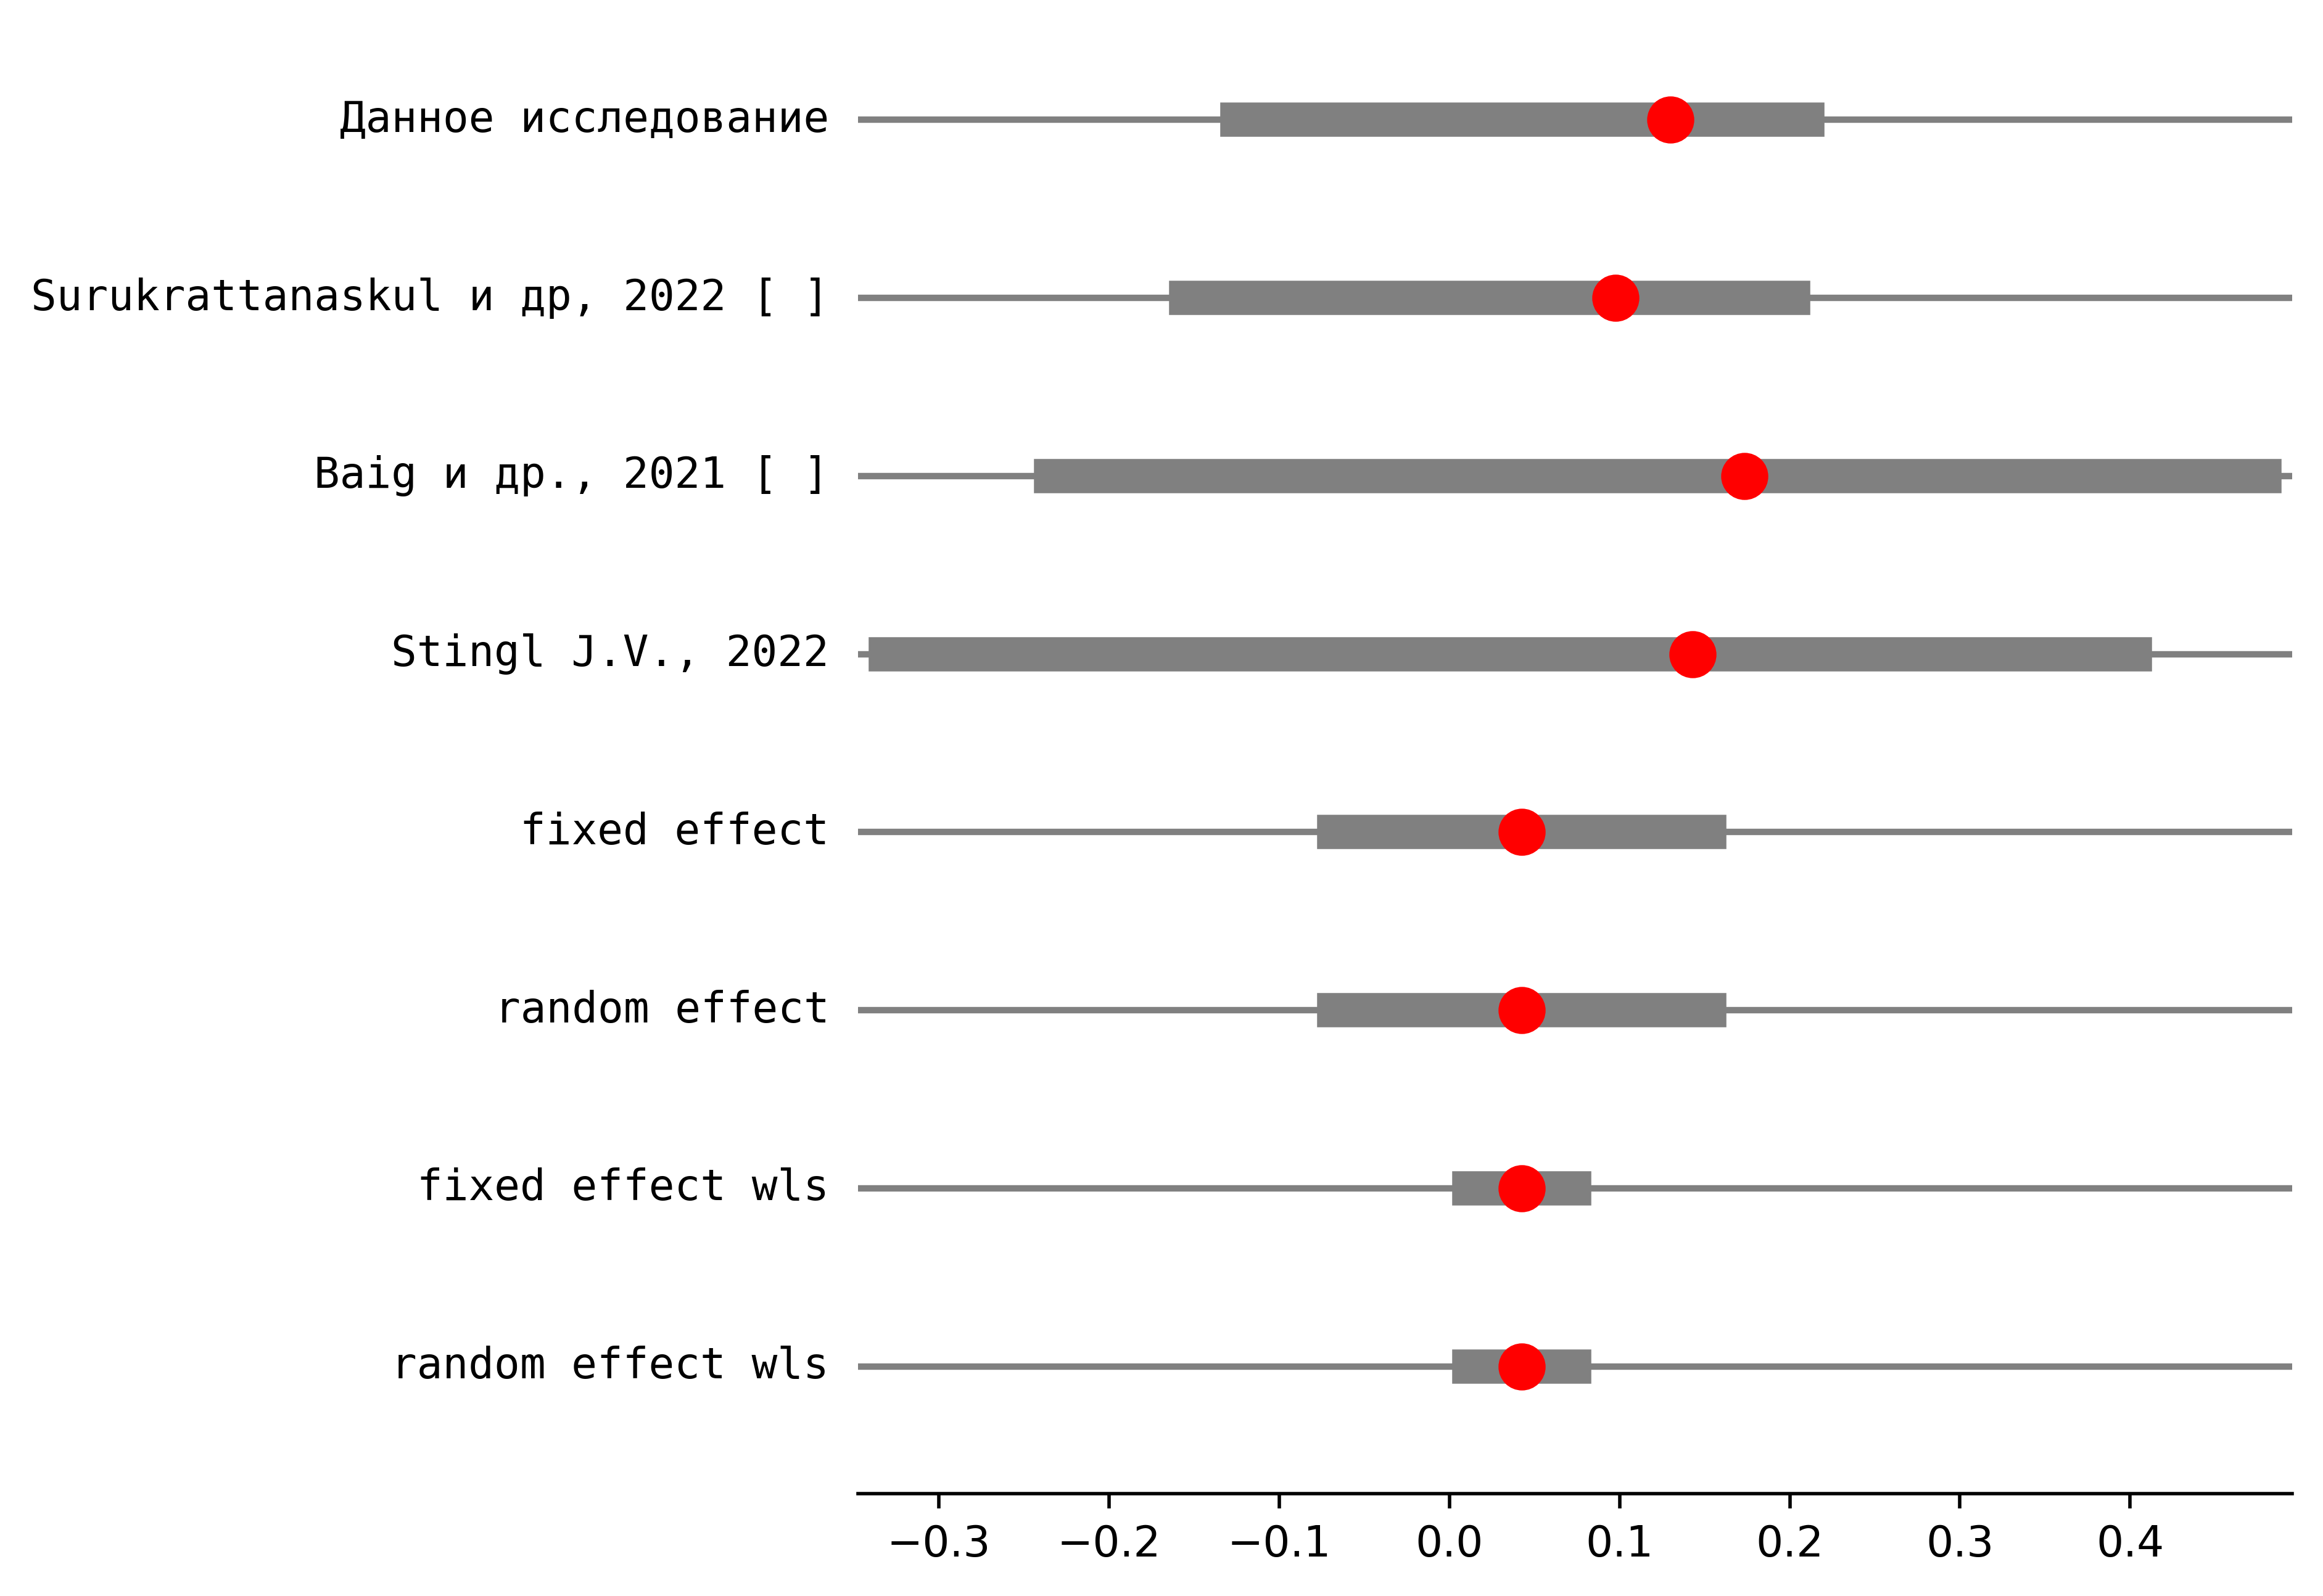 Данное исследование
Surukrattanaskul и др, 2022 [ ]
Baig и др., 2021 [ ]
Stingl J.V., 2022
fixed effect
random effect
fixed effect wls
random effect wls
−0.3 −0.2 −0.1 0.0 0.1 0.2 0.3 0.4